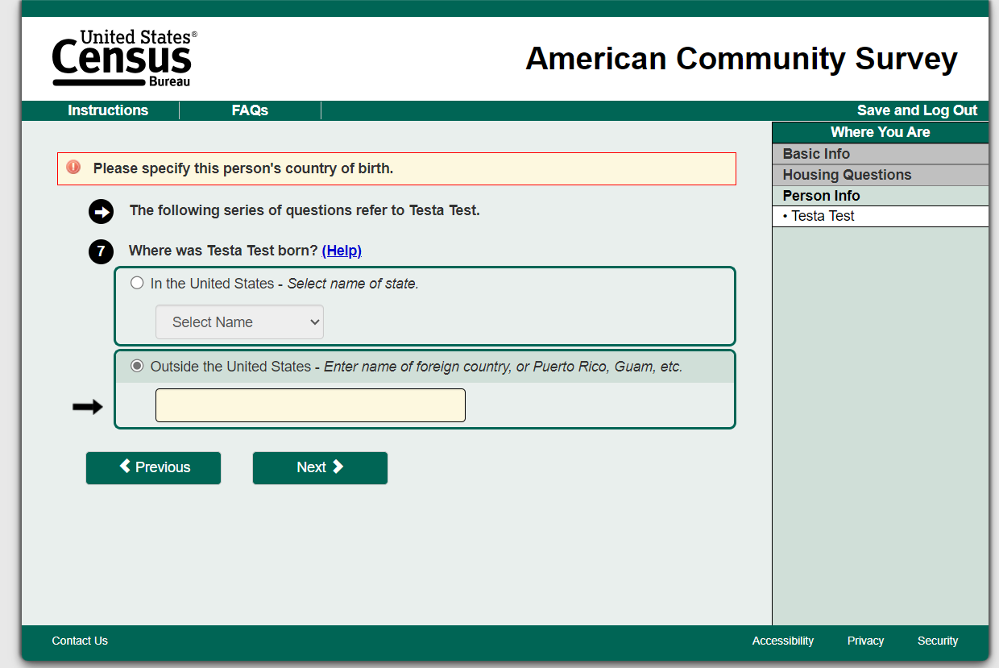 United States®
Census
Bureau
American Community Survey
Instructions
FAQs
Save and Log Out
Where You Are
Basic Info
Housing Questions
Person Info
• Testa Test
Please specify this person's country of birth.
The following series of questions refer to Testa Test.
7 Where was Testa Test born? (Help)
In the United States - Select name of state.
Select Name
Outside the United States - Enter name of foreign country, or Puerto Rico, Guam, etc.
Previous
Next
Contact Us
Accessibility
Privacy
Security